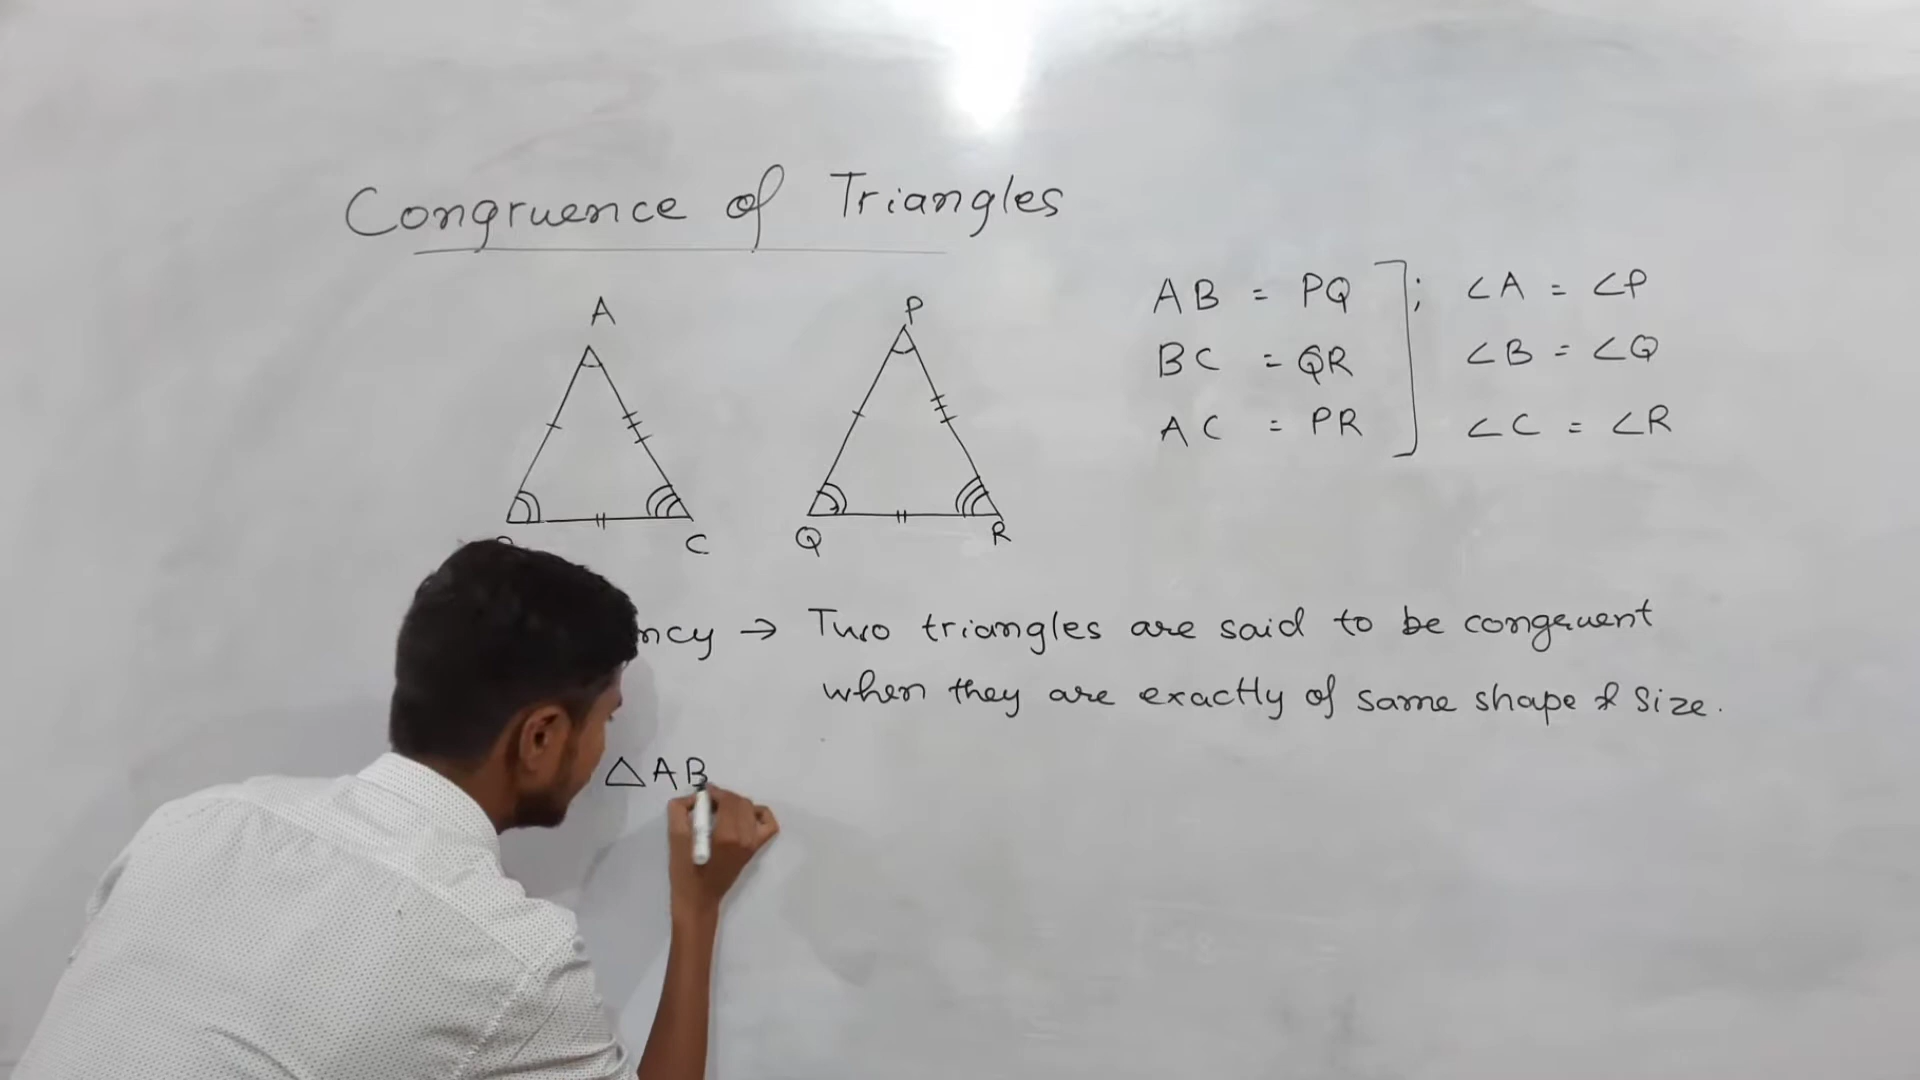 Congruence of Triangles
A
P
C
Q
R
AB = PQ ; ∠A = ∠P
BC = QR ∠B = ∠Q
AC = PR ∠C = ∠R
ncy → Two triangles are said to be congruent
when they are exactly of same shape & size.
△AB